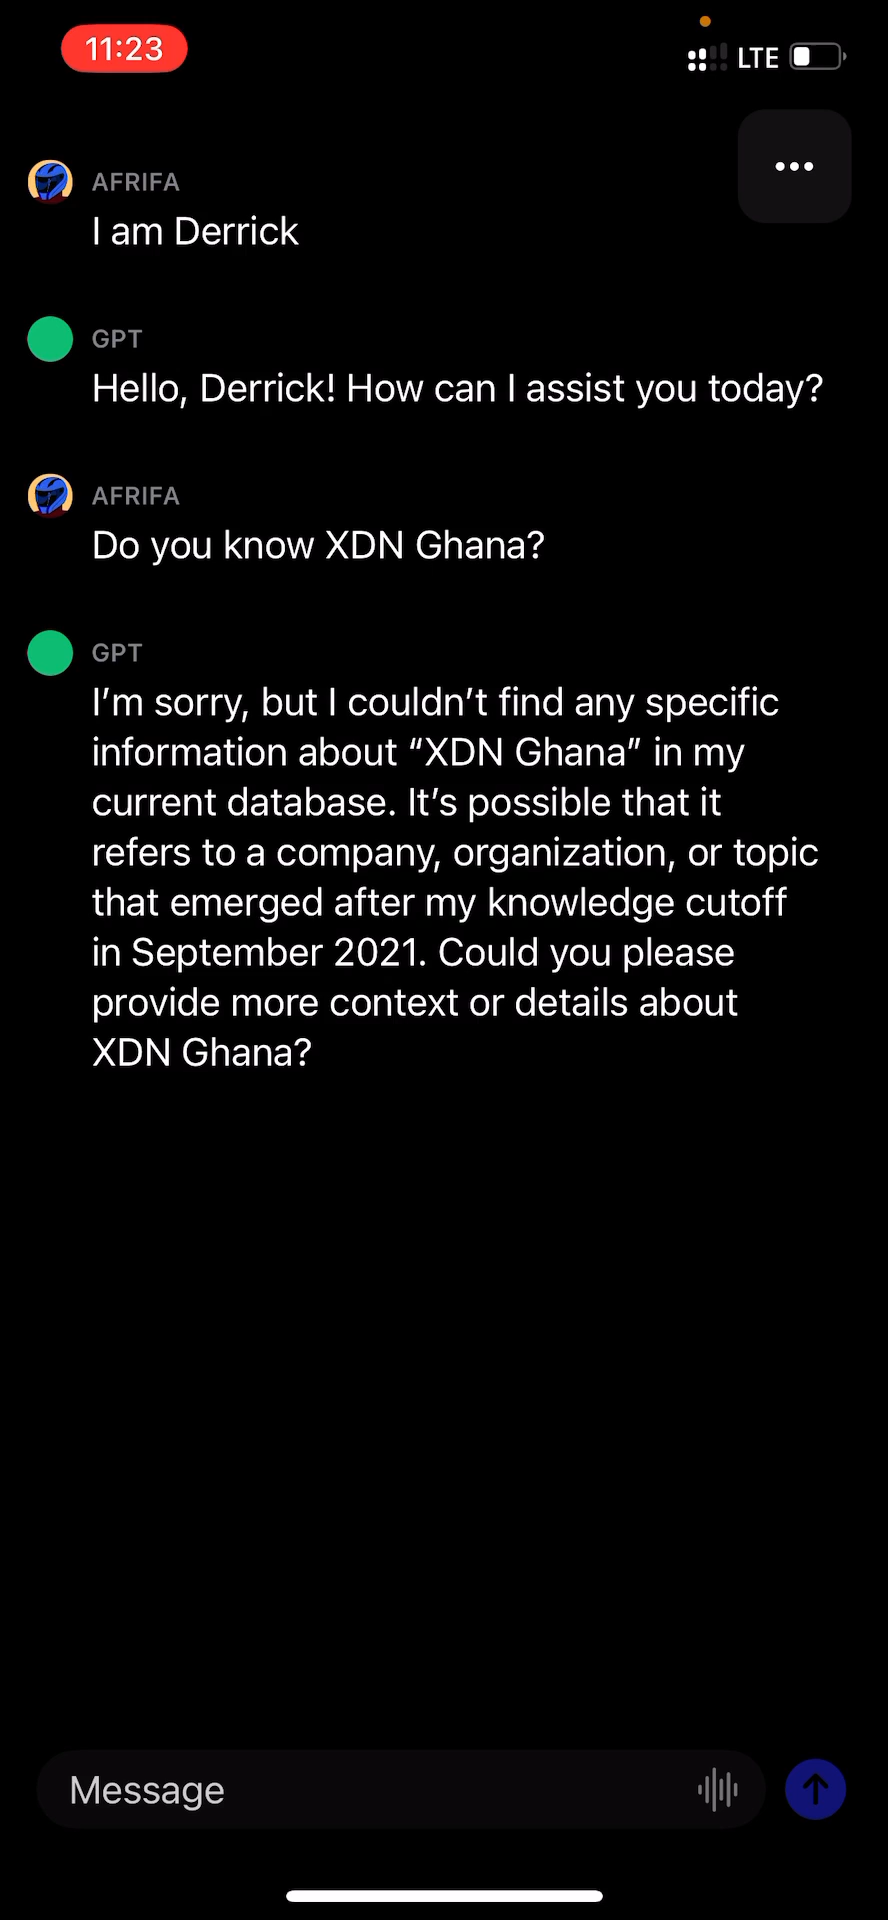 11:23
LTE
AFRIFA
I am Derrick
GPT
Hello, Derrick! How can I assist you today?
AFRIFA
Do you know XDN Ghana?
GPT
I’m sorry, but I couldn’t find any specific
information about “XDN Ghana” in my
current database. It’s possible that it
refers to a company, organization, or topic
that emerged after my knowledge cutoff
in September 2021. Could you please
provide more context or details about
XDN Ghana?
Message